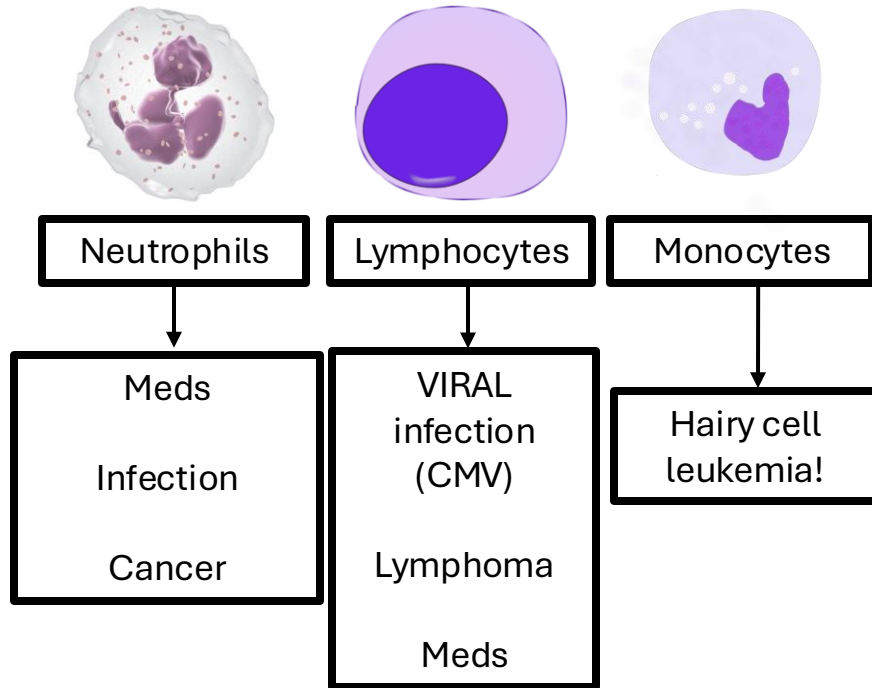 Neutrophils
Lymphocytes
Monocytes
Meds
Infection
Cancer
VIRAL
infection
(CMV)
Lymphoma
Meds
Hairy cell
leukemia!